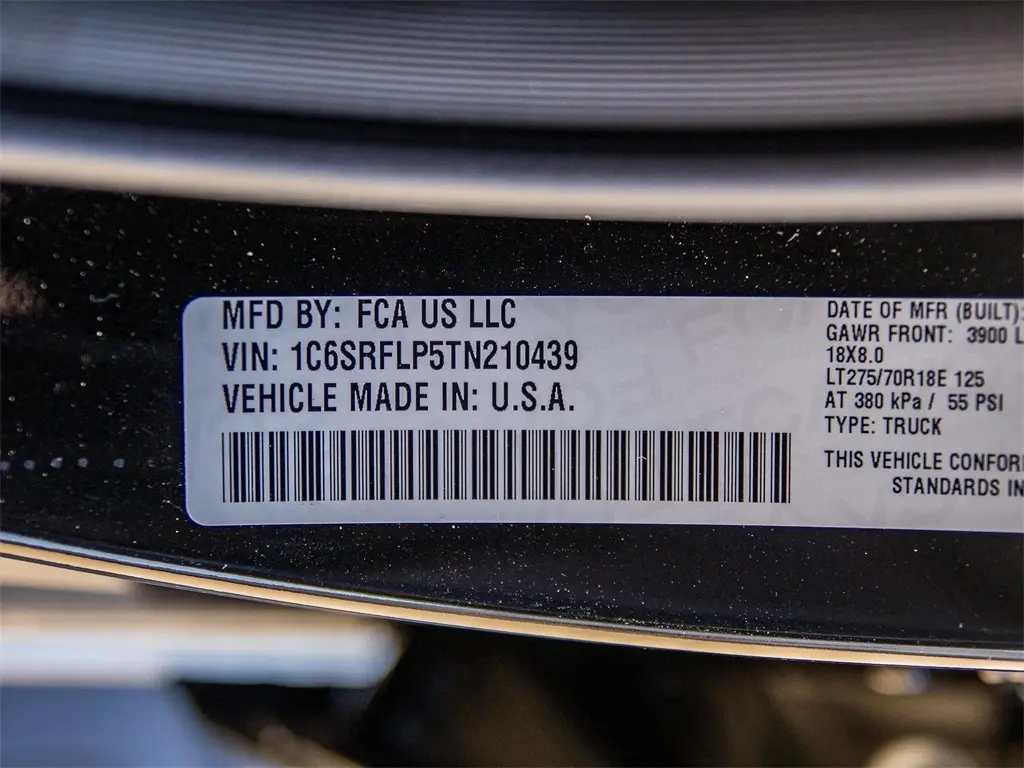 MFD BY: FCA US LLC
VIN: 1C6SRFLP5TN210439
VEHICLE MADE IN: U.S.A.
DATE OF MFR (BUILT):
GAWR FRONT: 3900 L
18X8.0
LT275/70R18E 125
AT 380 kPa / 55 PSI
TYPE: TRUCK
THIS VEHICLE CONFOR
STANDARDS IN